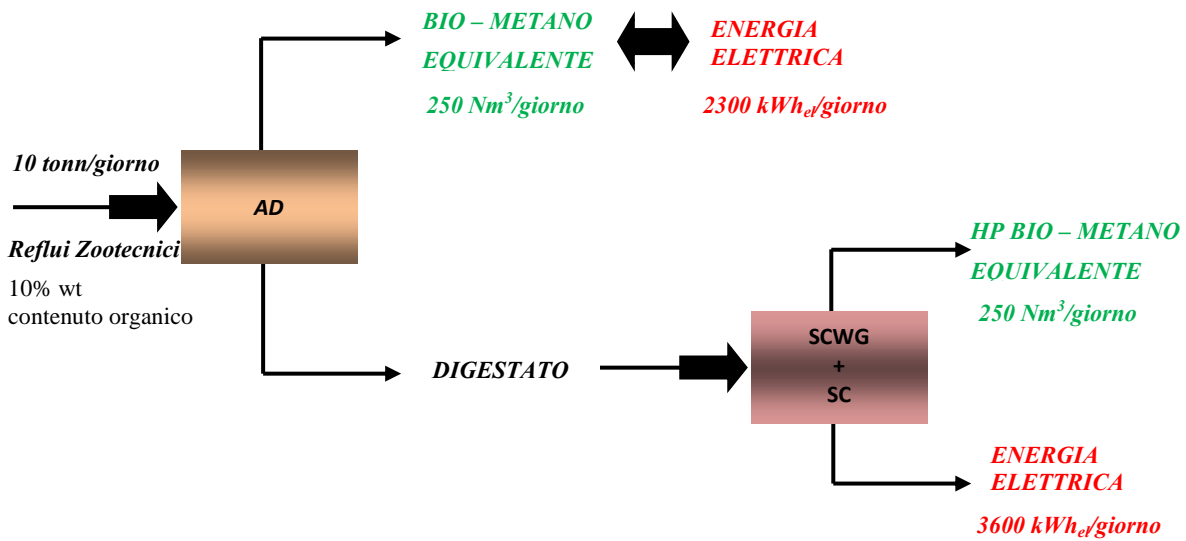 BIO – METANO
EQUIVALENTE
250 Nm³/giorno
ENERGIA
ELETTRICA
2300 kWhₑₗ/giorno
10 tonn/giorno
AD
Reflui Zootecnici
10% wt
contenuto organico
DIGESTATO
SCWG
+
SC
HP BIO – METANO
EQUIVALENTE
250 Nm³/giorno
ENERGIA
ELETTRICA
3600 kWhₑₗ/giorno